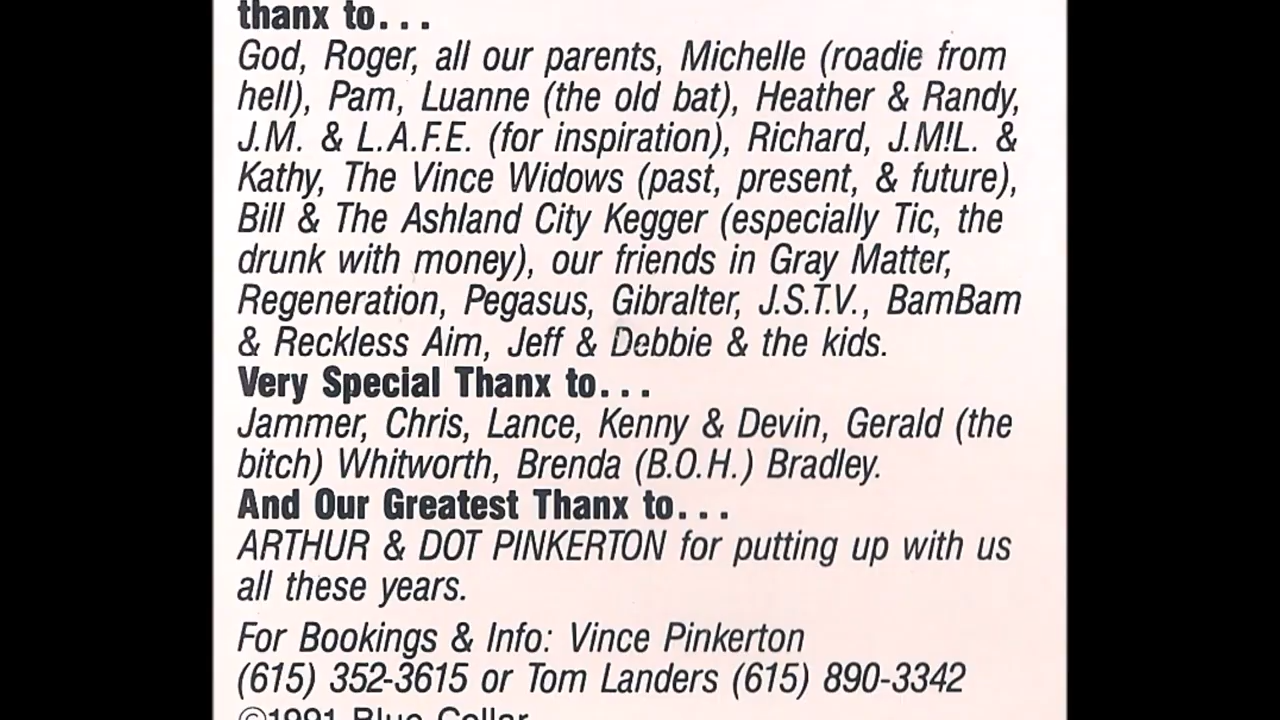 thanx to...
God, Roger, all our parents, Michelle (roadie from
hell), Pam, Luanne (the old bat), Heather & Randy,
J.M. & L.A.F.E. (for inspiration), Richard, J.M!L. &
Kathy, The Vince Widows (past, present, & future),
Bill & The Ashland City Kegger (especially Tic, the
drunk with money), our friends in Gray Matter,
Regeneration, Pegasus, Gibralter, J.S.T.V., BamBam
& Reckless Aim, Jeff & Debbie & the kids.
Very Special Thanx to...
Jammer, Chris, Lance, Kenny & Devin, Gerald (the
bitch) Whitworth, Brenda (B.O.H.) Bradley.
And Our Greatest Thanx to...
ARTHUR & DOT PINKERTON for putting up with us
all these years.
For Bookings & Info: Vince Pinkerton
(615) 352-3615 or Tom Landers (615) 890-3342
©1991 Blue Collar